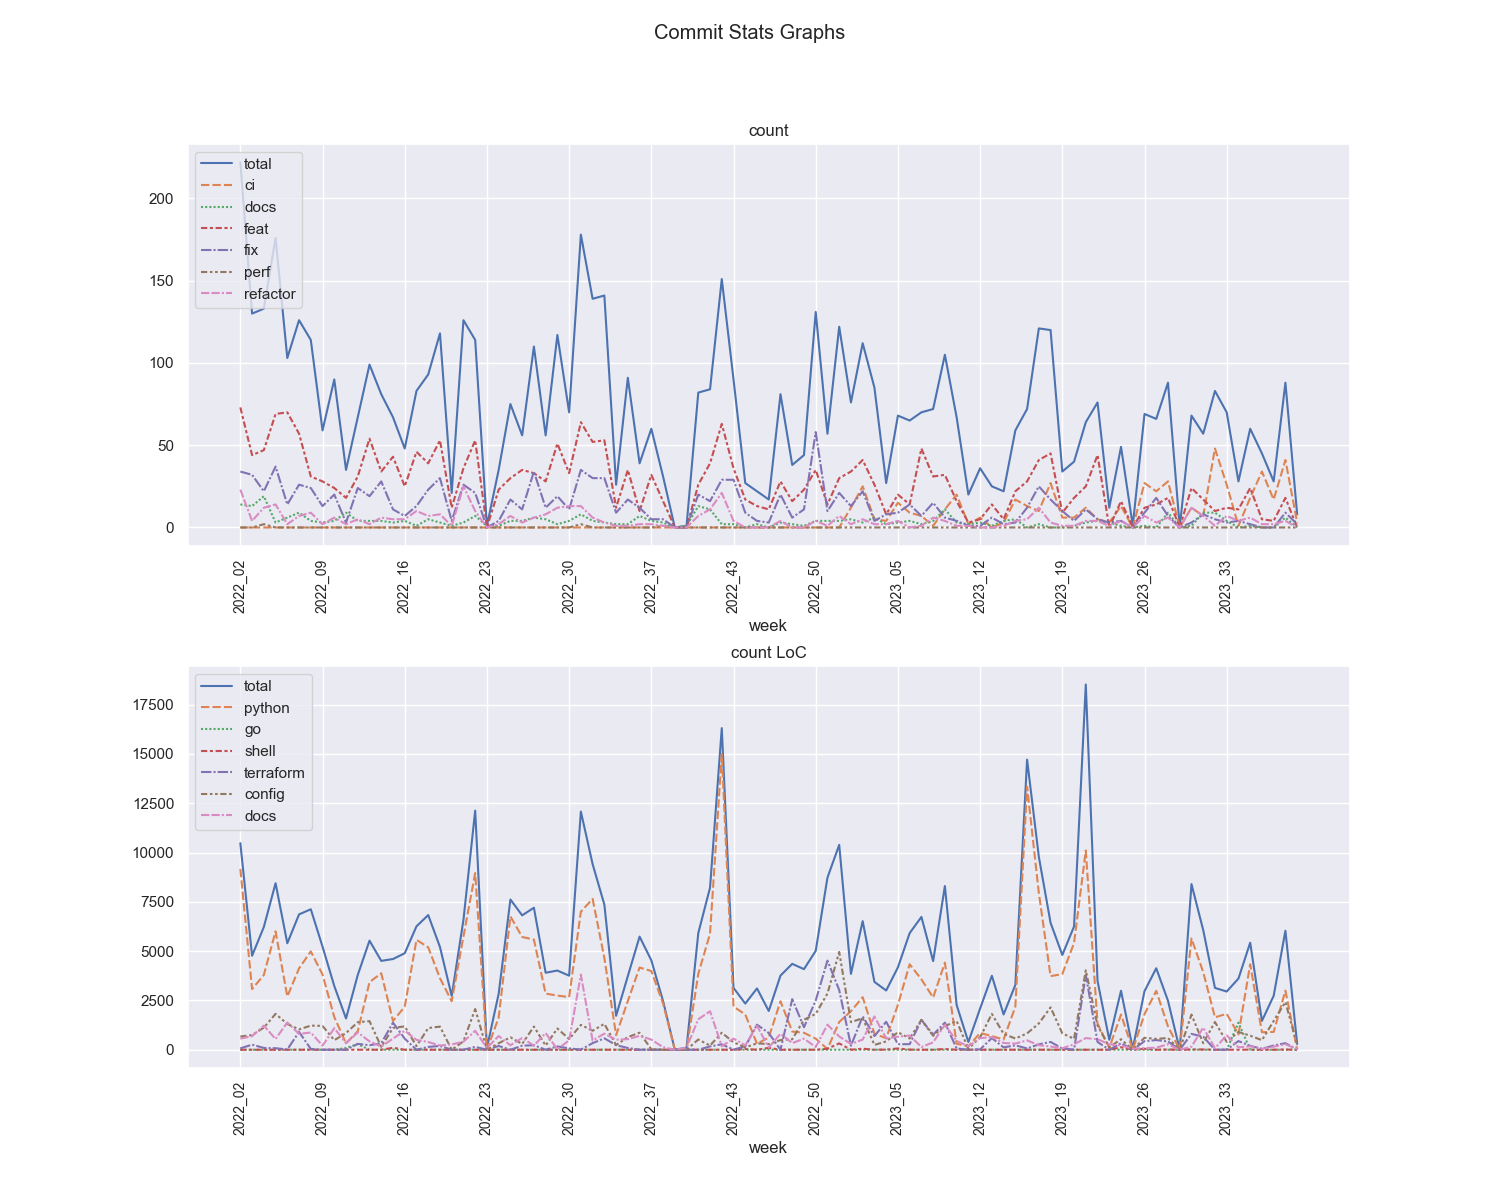 Commit Stats Graphs
count
total
ci
docs
feat
fix
perf
refactor
200
150
100
50
0
2022_02
2022_09
2022_16
2022_23
2022_30
2022_37
2022_43
2022_50
2023_05
2023_12
2023_19
2023_26
2023_33
week
count LoC
total
python
go
shell
terraform
config
docs
17500
15000
12500
10000
7500
5000
2500
0
2022_02
2022_09
2022_16
2022_23
2022_30
2022_37
2022_43
2022_50
2023_05
2023_12
2023_19
2023_26
2023_33
week